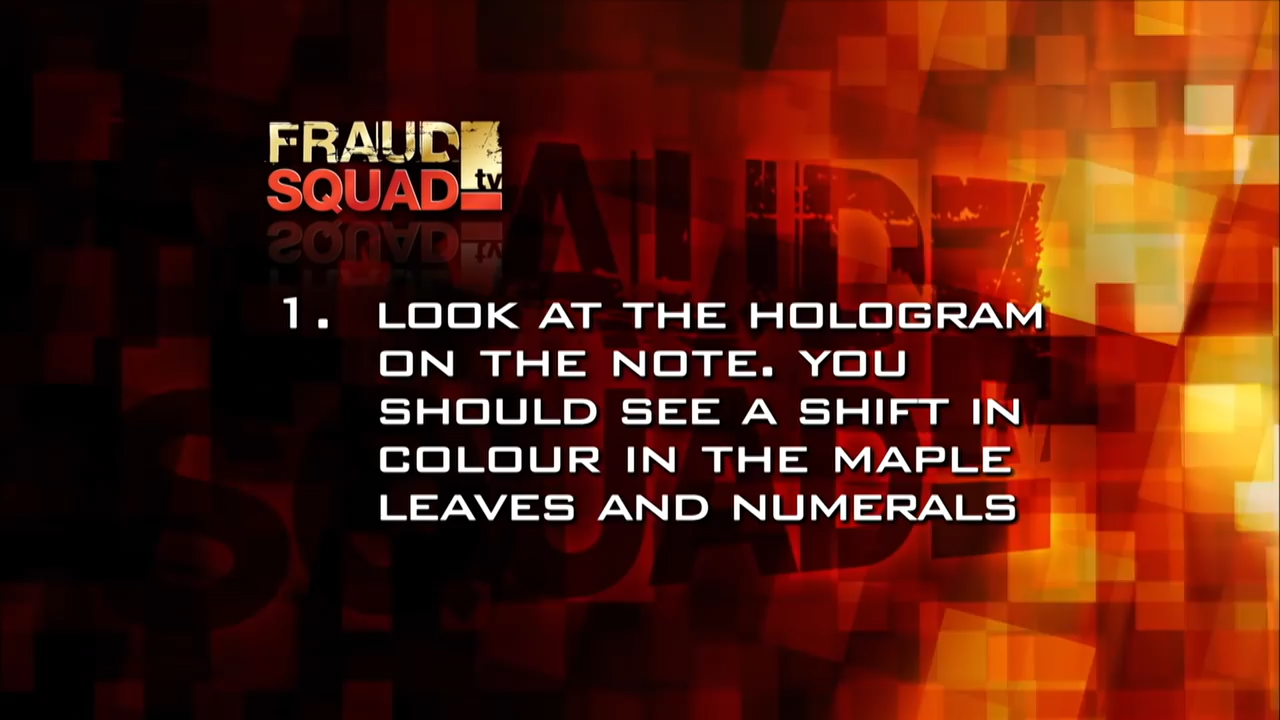 FRAUD
SQUAD tv
1. LOOK AT THE HOLOGRAM
ON THE NOTE. YOU
SHOULD SEE A SHIFT IN
COLOUR IN THE MAPLE
LEAVES AND NUMERALS